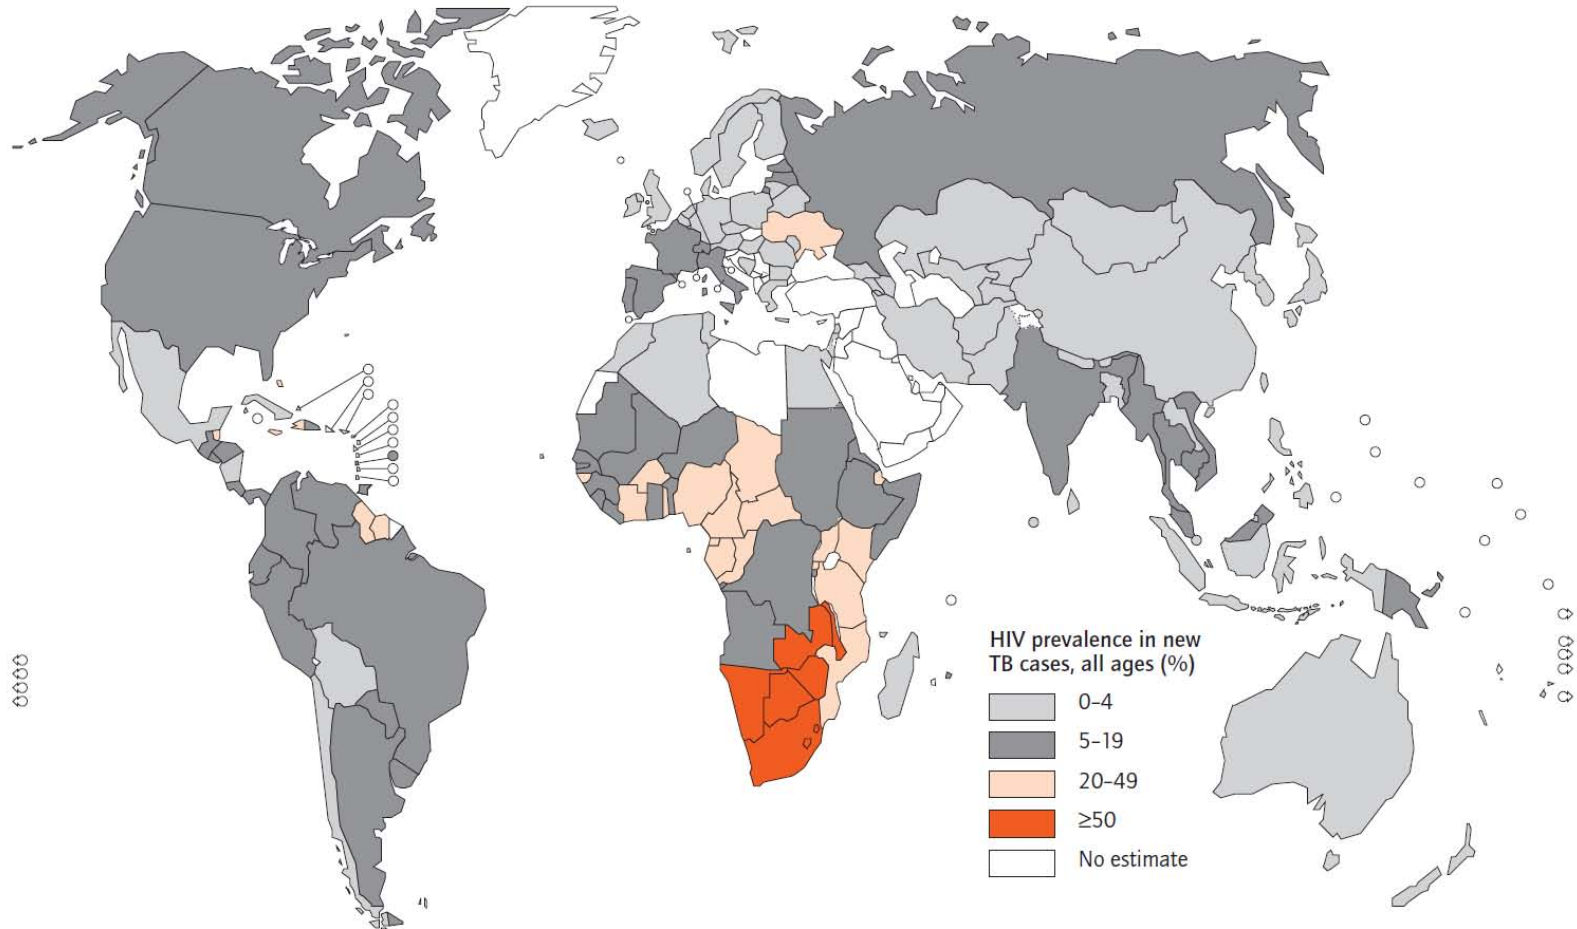 HIV prevalence in new
TB cases, all ages (%)
0–4
5–19
20–49
≥50
No estimate